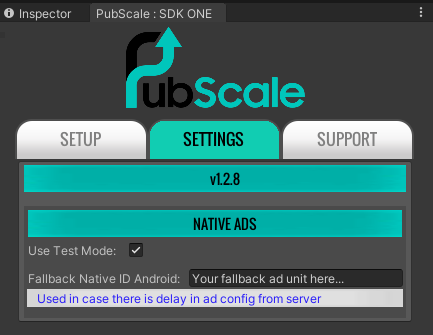 Inspector
PubScale : SDK ONE
PubScale
SETUP
SETTINGS
SUPPORT
v1.2.8
NATIVE ADS
Use Test Mode:
Fallback Native ID Android: Your fallback ad unit here...
Used in case there is delay in ad config from server